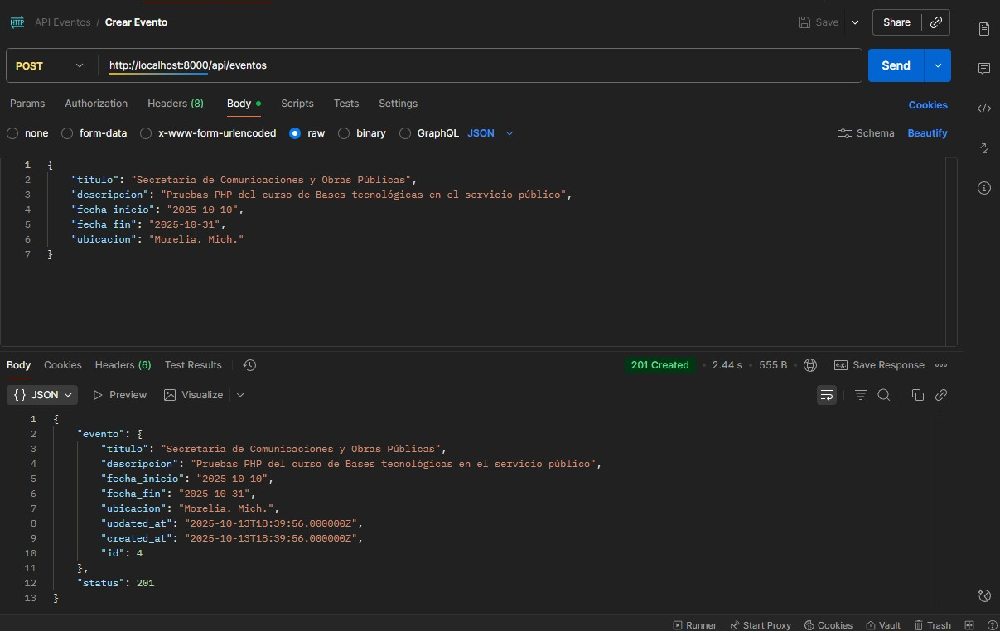 HTTP API Eventos / Crear Evento Save Share
POST http://localhost:8000/api/eventos Send
Params Authorization Headers (8) Body Scripts Tests Settings Cookies
none form-data x-www-form-urlencoded raw binary GraphQL JSON Schema Beautify
1 {
2 "titulo": "Secretaria de Comunicaciones y Obras Públicas",
3 "descripcion": "Pruebas PHP del curso de Bases tecnológicas en el servicio público",
4 "fecha_inicio": "2025-10-10",
5 "fecha_fin": "2025-10-31",
6 "ubicacion": "Morelia. Mich."
7 }
Body Cookies Headers (6) Test Results 201 Created 2.44 s 555 B e.g. Save Response
{} JSON Preview Visualize
1 {
2 "evento": {
3 "titulo": "Secretaria de Comunicaciones y Obras Públicas",
4 "descripcion": "Pruebas PHP del curso de Bases tecnológicas en el servicio público",
5 "fecha_inicio": "2025-10-10",
6 "fecha_fin": "2025-10-31",
7 "ubicacion": "Morelia. Mich.",
8 "updated_at": "2025-10-13T18:39:56.000000Z",
9 "created_at": "2025-10-13T18:39:56.000000Z",
10 "id": 4
11 },
12 "status": 201
13 }
Runner Start Proxy Cookies Vault Trash